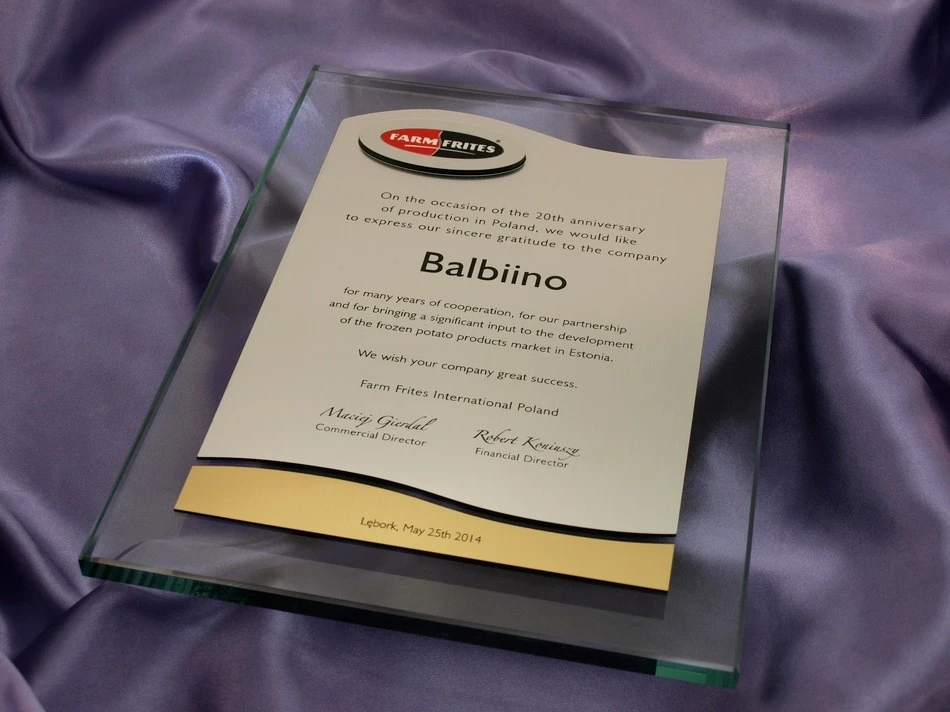 FARM FRITES
On the occasion of the 20th anniversary
of production in Poland, we would like
to express our sincere gratitude to the company
Balbiino
for many years of cooperation, for our partnership
and for bringing a significant input to the development
of the frozen potato products market in Estonia.
We wish your company great success.
Farm Frites International Poland
Maciej Gierdal
Commercial Director
Robert Koniuszy
Financial Director
Lębork, May 25th 2014